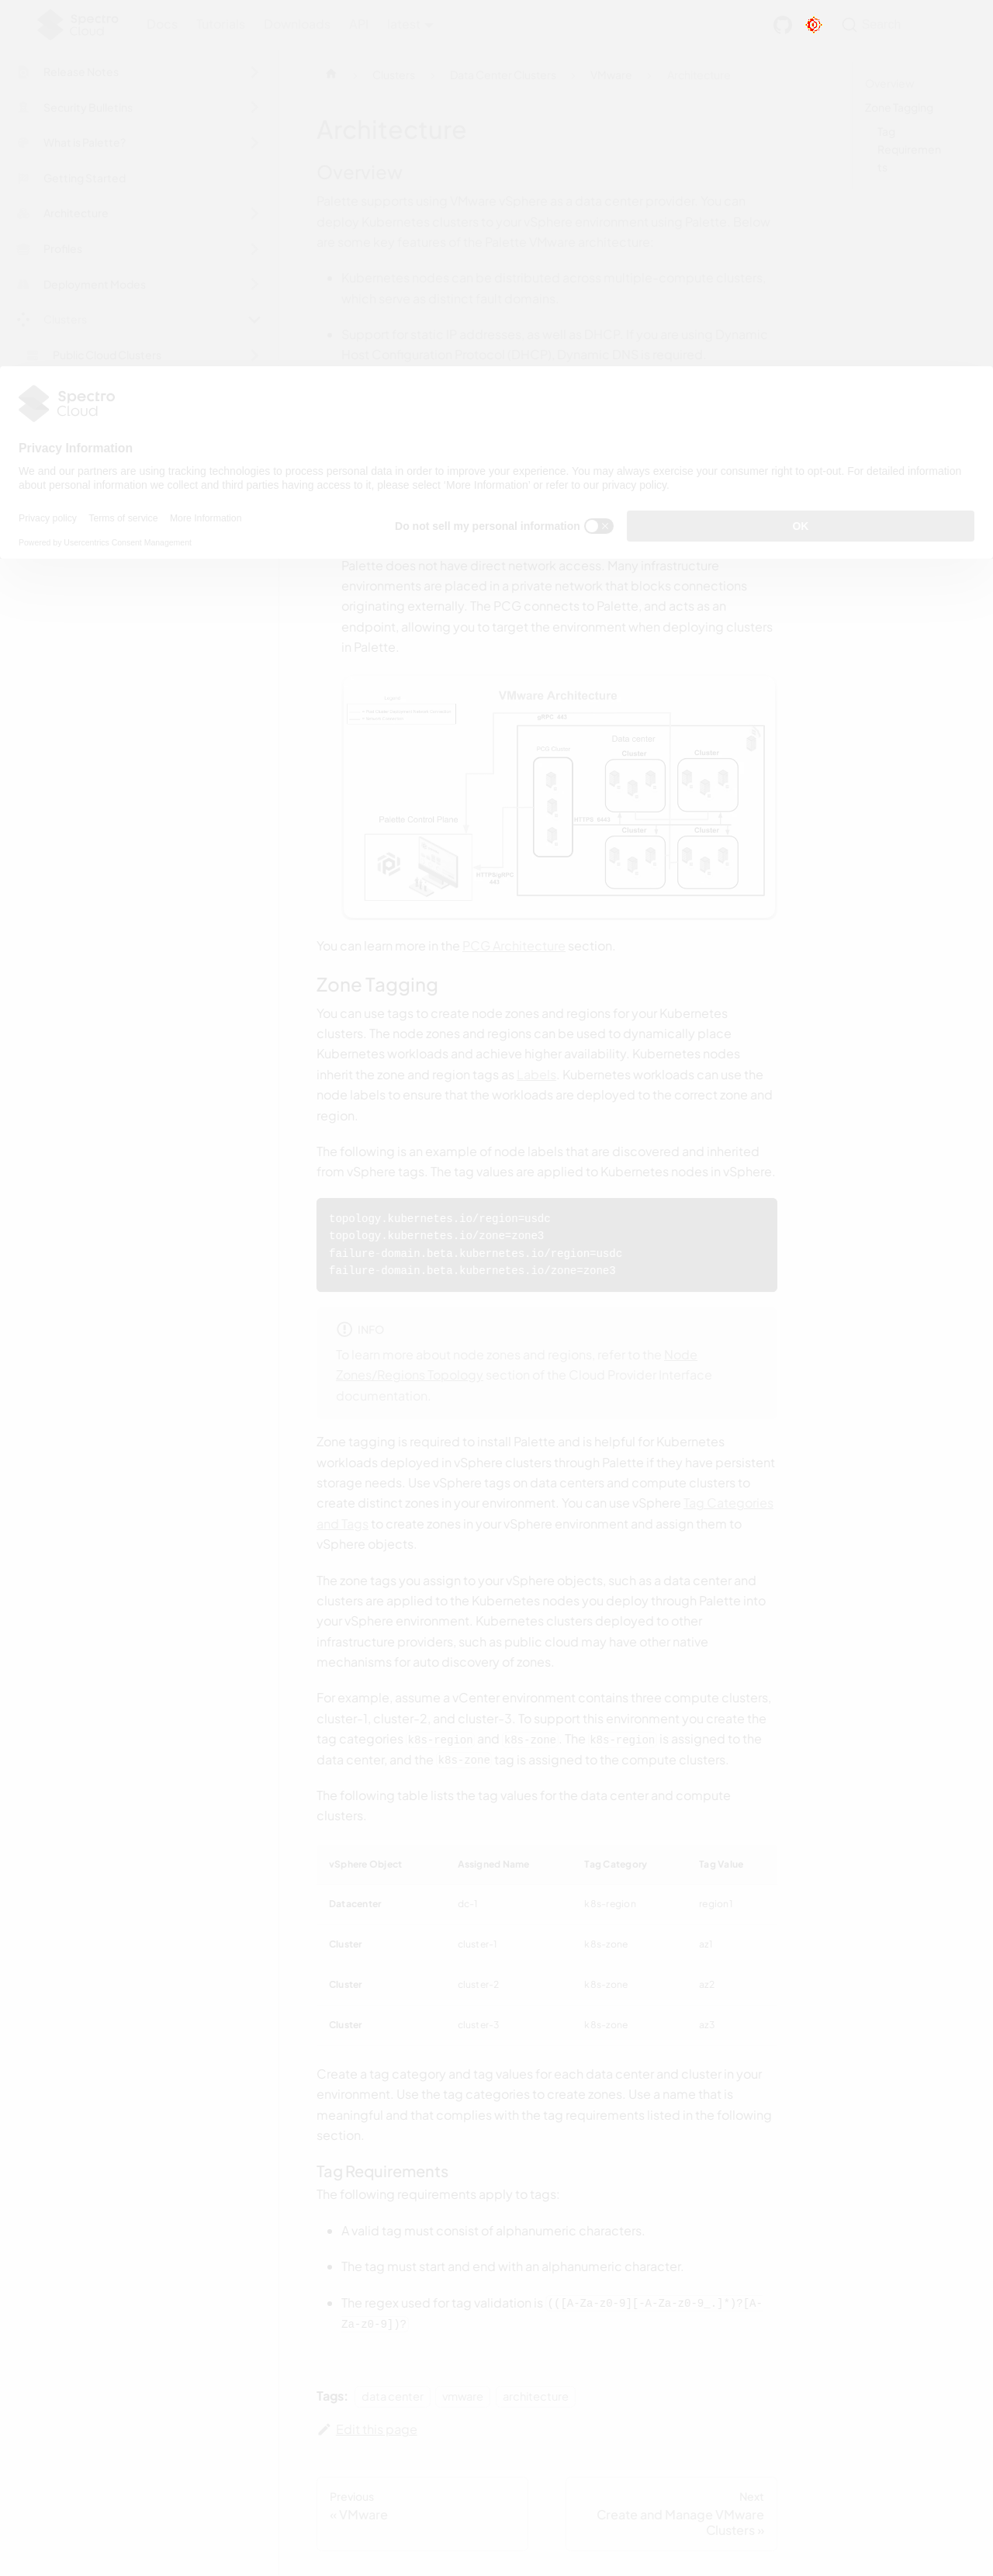 Spectro
Cloud
Docs
Tutorials
Downloads
API
Search
Release Notes
Security Bulletins
What is Palette?
Getting Started
Architecture
Profiles
Deployment Modes
Clusters
Public Cloud Clusters
Clusters
Data Center Clusters
VMware
Architecture
Overview
Zone Tagging
Tag
Requiremen
ts
Architecture
Overview
Palette supports using VMware vSphere as a data center provider. You can
deploy Kubernetes clusters to your vSphere environment using Palette. Below
are some key features of the Palette VMware architecture:
Kubernetes nodes can be distributed across multiple-compute clusters,
which serve as distinct fault domains.
Support for static IP addresses, as well as DHCP. If you are using Dynamic
Host Configuration Protocol (DHCP), Dynamic DNS is required.
Spectro
Cloud
Privacy Information
We and our partners are using tracking technologies to process personal data in order to improve your experience. You may always exercise your consumer right to opt-out. For detailed information
about personal information we collect and third parties having access to it, please select 'More Information' or refer to our privacy policy.
Privacy policy Terms of service More Information
Powered by Usercentrics Consent Management
Do not sell my personal information
OK
Palette does not have direct network access. Many infrastructure
environments are placed in a private network that blocks connections
originating externally. The PCG connects to Palette, and acts as an
endpoint, allowing you to target the environment when deploying clusters
in Palette.
VMware Architecture
gRPC 443
Data center
PCG Cluster
Cluster
Cluster
HTTPS 6443
Palette Control Plane
Cluster
Cluster
HTTPS/gRPC
443
You can learn more in the PCG Architecture section.
Zone Tagging
You can use tags to create node zones and regions for your Kubernetes
clusters. The node zones and regions can be used to dynamically place
Kubernetes workloads and achieve higher availability. Kubernetes nodes
inherit the zone and region tags as Labels. Kubernetes workloads can use the
node labels to ensure that the workloads are deployed to the correct zone and
region.
The following is an example of node labels that are discovered and inherited
from vSphere tags. The tag values are applied to Kubernetes nodes in vSphere.
topology.kubernetes.io/region=usdc
topology.kubernetes.io/zone=zone3
failure-domain.beta.kubernetes.io/region=usdc
failure-domain.beta.kubernetes.io/zone=zone3
INFO
To learn more about node zones and regions, refer to the Node
Zones/Regions Topology section of the Cloud Provider Interface
documentation.
Zone tagging is required to install Palette and is helpful for Kubernetes
workloads deployed in vSphere clusters through Palette if they have persistent
storage needs. Use vSphere tags on data centers and compute clusters to
create distinct zones in your environment. You can use vSphere Tag Categories
and Tags to create zones in your vSphere environment and assign them to
vSphere objects.
The zone tags you assign to your vSphere objects, such as a data center and
clusters are applied to the Kubernetes nodes you deploy through Palette into
your vSphere environment. Kubernetes clusters deployed to other
infrastructure providers, such as public cloud may have other native
mechanisms for auto discovery of zones.
For example, assume a vCenter environment contains three compute clusters,
cluster-1, cluster-2, and cluster-3. To support this environment you create the
tag categories k8s-region and k8s-zone. The k8s-region is assigned to the
data center, and the k8s-zone tag is assigned to the compute clusters.
The following table lists the tag values for the data center and compute
clusters.
vSphere Object Assigned Name Tag Category Tag Value
Datacenter dc-1 k8s-region region1
Cluster cluster-1 k8s-zone az1
Cluster cluster-2 k8s-zone az2
Cluster cluster-3 k8s-zone az3
Create a tag category and tag values for each data center and cluster in your
environment. Use the tag categories to create zones. Use a name that is
meaningful and that complies with the tag requirements listed in the following
section.
Tag Requirements
The following requirements apply to tags:
A valid tag must consist of alphanumeric characters.
The tag must start and end with an alphanumeric character.
The regex used for tag validation is (([A-Za-z0-9][-A-Za-z0-9_.]*)?[A-
Za-z0-9])?
Tags: data center vmware architecture
Edit this page
Previous
« VMware
Next
Create and Manage VMware
Clusters »